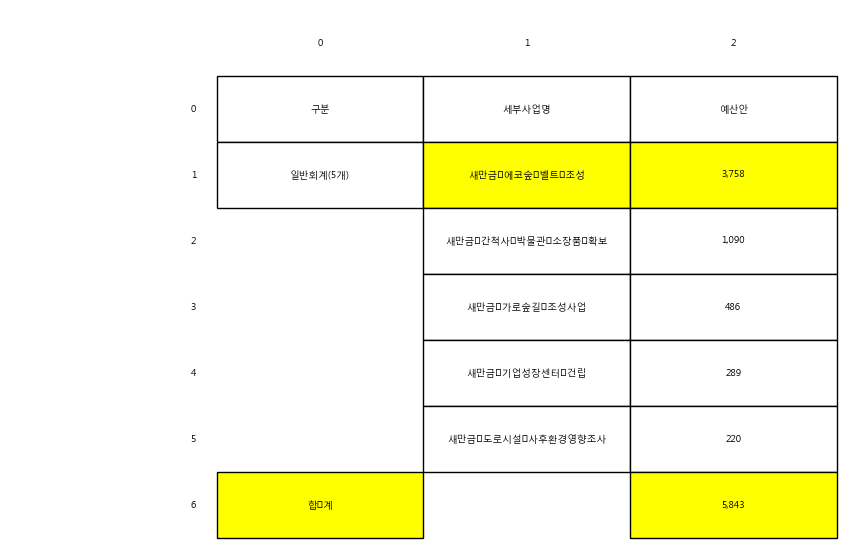 0 1 2
0 구분 세부사업명 예산안
1 일반회계(5개) 새만금□에코숲□벨트□조성 3,758
2 새만금□간척사□박물관□소장품□확보 1,090
3 새만금□가로숲길□조성사업 486
4 새만금□기업성장센터□건립 289
5 새만금□도로시설□사후환경영향조사 220
6 합□계 5,843